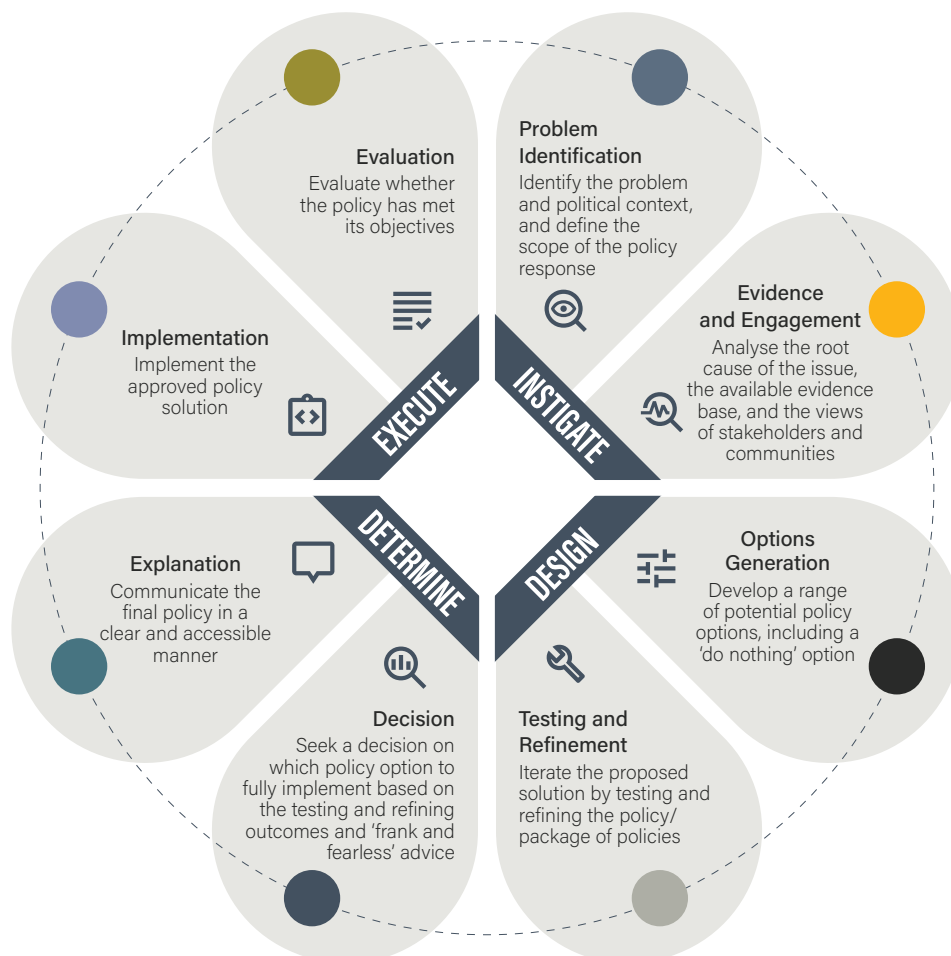 Problem
Identification
Identify the problem
and political context,
and define the
scope of the policy
response
Evidence
and Engagement
Analyse the root
cause of the issue,
the available evidence
base, and the views
of stakeholders and
communities
INSTIGATE
Options
Generation
Develop a range
of potential policy
options, including a
‘do nothing’ option
Testing and
Refinement
Iterate the proposed
solution by testing and
refining the policy/
package of policies
DESIGN
Decision
Seek a decision on
which policy option to
fully implement based on
the testing and refining
outcomes and ‘frank and
fearless’ advice
Explanation
Communicate the
final policy in a
clear and accessible
manner
DETERMINE
Implementation
Implement the
approved policy
solution
Evaluation
Evaluate whether
the policy has met
its objectives
EXECUTE